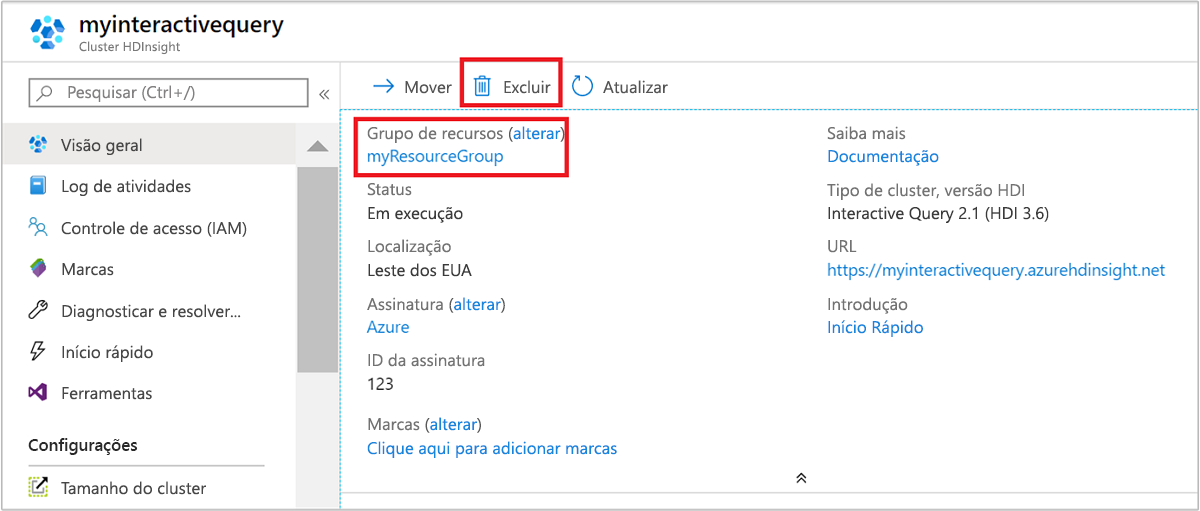 myinteractivequery
Cluster HDInsight
Pesquisar (Ctrl+/)
«
Visão geral
Log de atividades
Controle de acesso (IAM)
Marcas
Diagnosticar e resolver...
Início rápido
Ferramentas
Configurações
Tamanho do cluster
Mover
Excluir
Atualizar
Grupo de recursos (alterar)
myResourceGroup
Status
Em execução
Localização
Leste dos EUA
Assinatura (alterar)
Azure
ID da assinatura
123
Marcas (alterar)
Clique aqui para adicionar marcas
Saiba mais
Documentação
Tipo de cluster, versão HDI
Interactive Query 2.1 (HDI 3.6)
URL
https://myinteractivequery.azurehdinsight.net
Introdução
Início Rápido